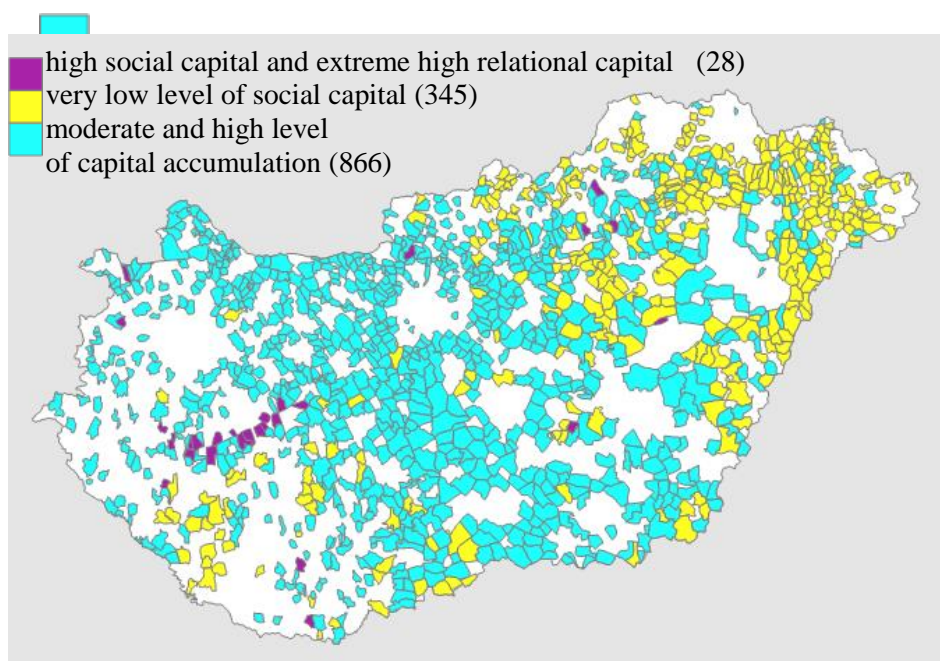 high social capital and extreme high relational capital (28)
very low level of social capital (345)
moderate and high level
of capital accumulation (866)